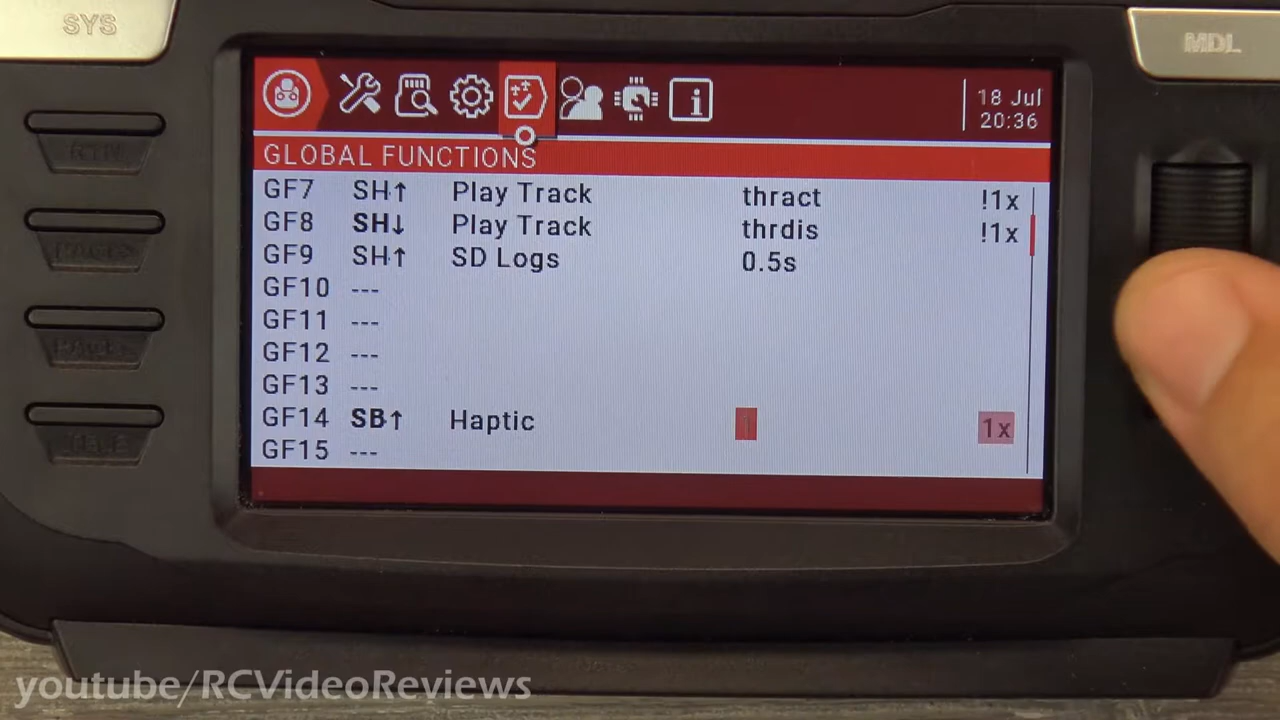 SYS
MDL
18 Jul
20:36
GLOBAL FUNCTIONS
GF7 SH↑ Play Track thract !1x
GF8 SH↓ Play Track thrdis !1x
GF9 SH↑ SD Logs 0.5s
GF10 ---
GF11 ---
GF12 ---
GF13 ---
GF14 SB↑ Haptic 1x
GF15 ---
RTN
youtube/RCVideoReviews